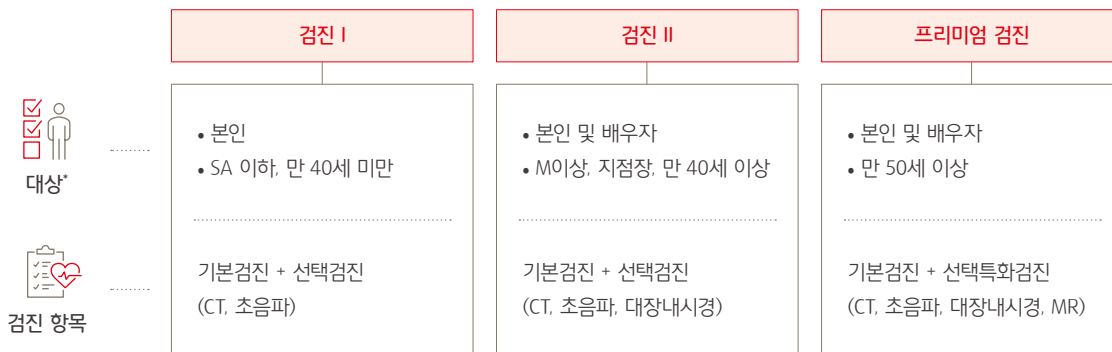 검진 I
검진 II
프리미엄 검진
대상*
• 본인
• SA 이하, 만 40세 미만
• 본인 및 배우자
• M이상, 지점장, 만 40세 이상
• 본인 및 배우자
• 만 50세 이상
검진 항목
기본검진 + 선택검진
(CT, 초음파)
기본검진 + 선택검진
(CT, 초음파, 대장내시경)
기본검진 + 선택특화검진
(CT, 초음파, 대장내시경, MR)